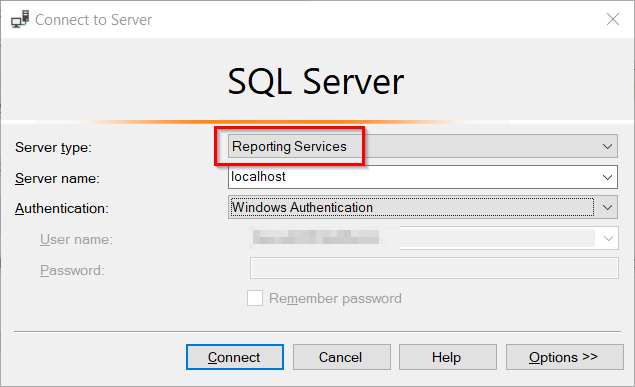 Connect to Server
SQL Server
Server type: Reporting Services
Server name: localhost
Authentication: Windows Authentication
User name:
Password:
Remember password
Connect Cancel Help Options >>